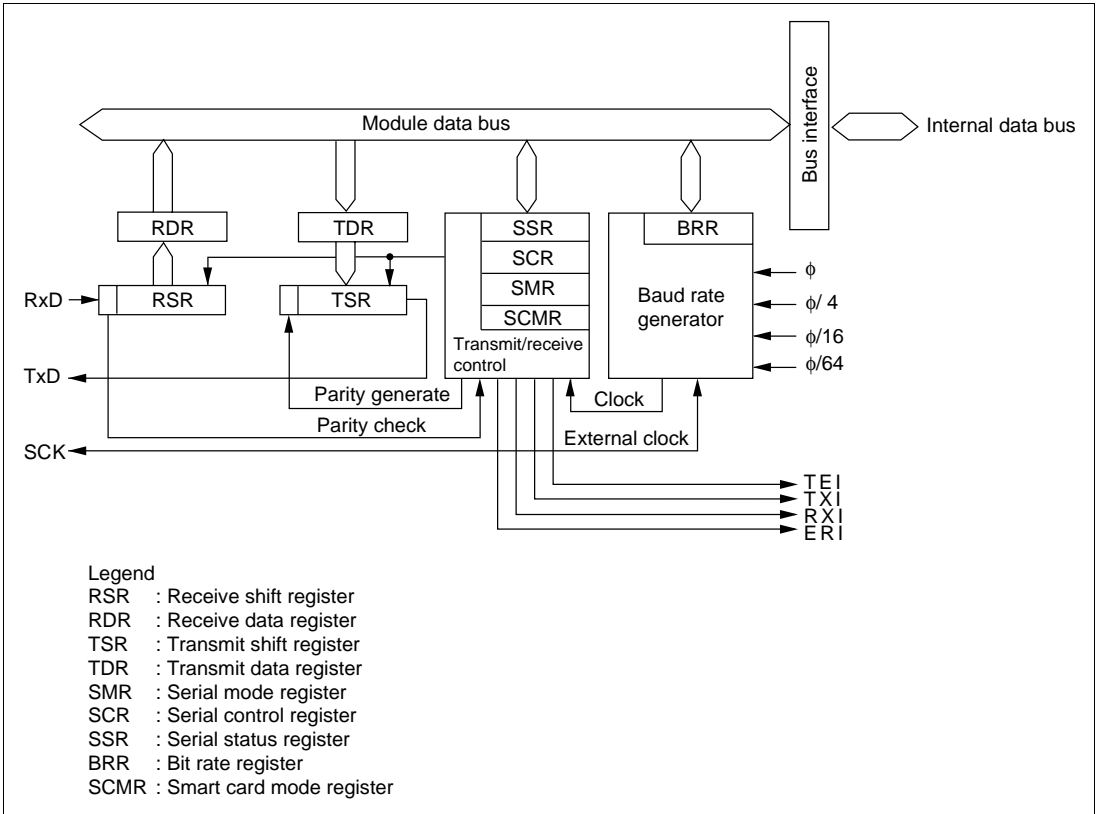 Module data bus
Bus interface
Internal data bus
RDR
TDR
SSR
BRR
SCR
SMR
SCMR
RxD
RSR
TSR
Baud rate
generator
ϕ
ϕ/ 4
ϕ/16
ϕ/64
Transmit/receive
control
TxD
Parity generate
Clock
Parity check
External clock
SCK
TEI
TXI
RXI
ERI
Legend
RSR : Receive shift register
RDR : Receive data register
TSR : Transmit shift register
TDR : Transmit data register
SMR : Serial mode register
SCR : Serial control register
SSR : Serial status register
BRR : Bit rate register
SCMR : Smart card mode register